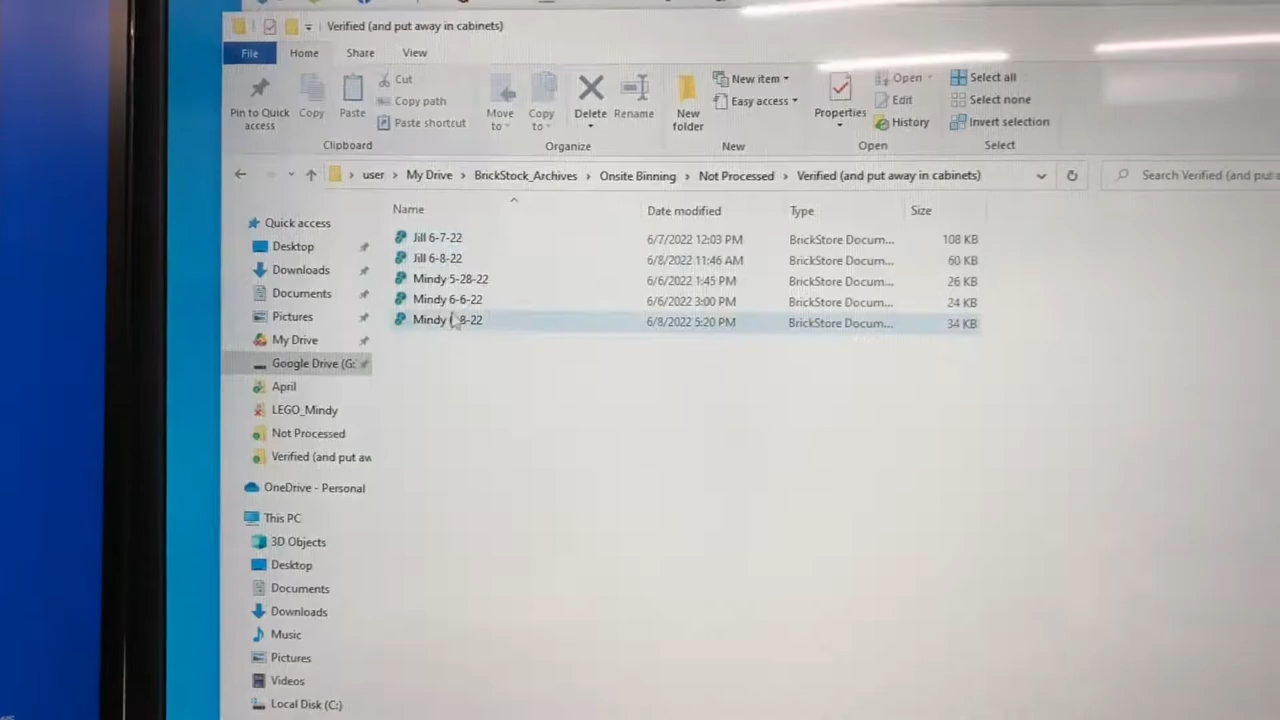 Verified (and put away in cabinets)
File Home Share View
Pin to Quick access
Copy
Paste
Cut
Copy path
Paste shortcut
Clipboard
Move to
Copy to
Delete
Rename
Organize
New folder
New item
Easy access
New
Properties
Open
Edit
History
Open
Select all
Select none
Invert selection
Select
user > My Drive > BrickStock_Archives > Onsite Binning > Not Processed > Verified (and put away in cabinets)
Search Verified (and put a
Name Date modified Type Size
Jill 6-7-22 6/7/2022 12:03 PM BrickStore Docum... 108 KB
Jill 6-8-22 6/8/2022 11:46 AM BrickStore Docum... 60 KB
Mindy 5-28-22 6/6/2022 1:45 PM BrickStore Docum... 26 KB
Mindy 6-6-22 6/6/2022 3:00 PM BrickStore Docum... 24 KB
Mindy 8-22 6/8/2022 5:20 PM BrickStore Docum... 34 KB
Quick access
Desktop
Downloads
Documents
Pictures
My Drive
Google Drive (G:
April
LEGO_Mindy
Not Processed
Verified (and put aw
OneDrive - Personal
This PC
3D Objects
Desktop
Documents
Downloads
Music
Pictures
Videos
Local Disk (C:)